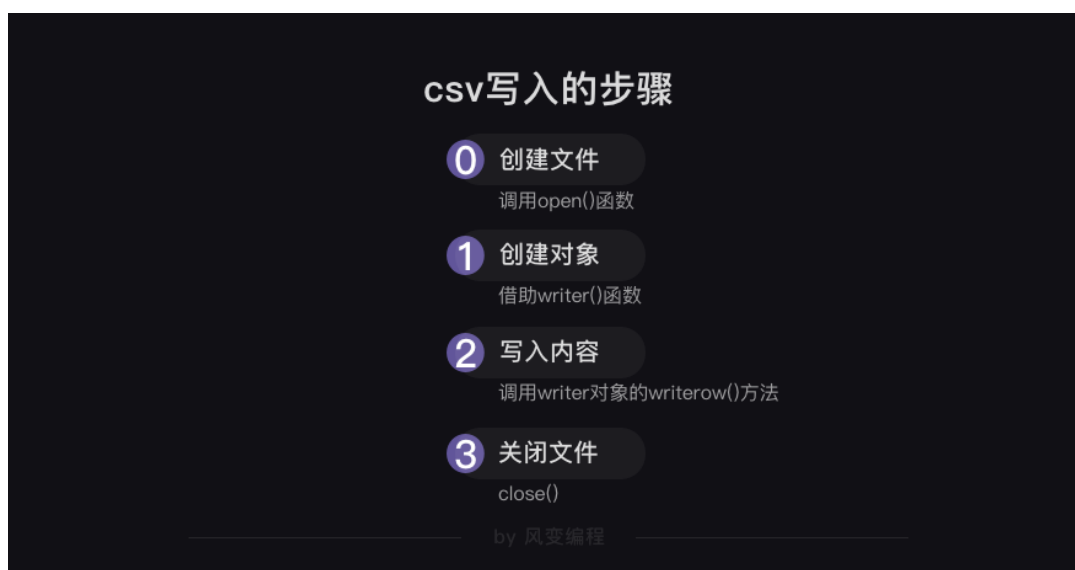 csv写入的步骤
0 创建文件
调用open()函数
1 创建对象
借助writer()函数
2 写入内容
调用writer对象的writerow()方法
3 关闭文件
close()
by 风变编程